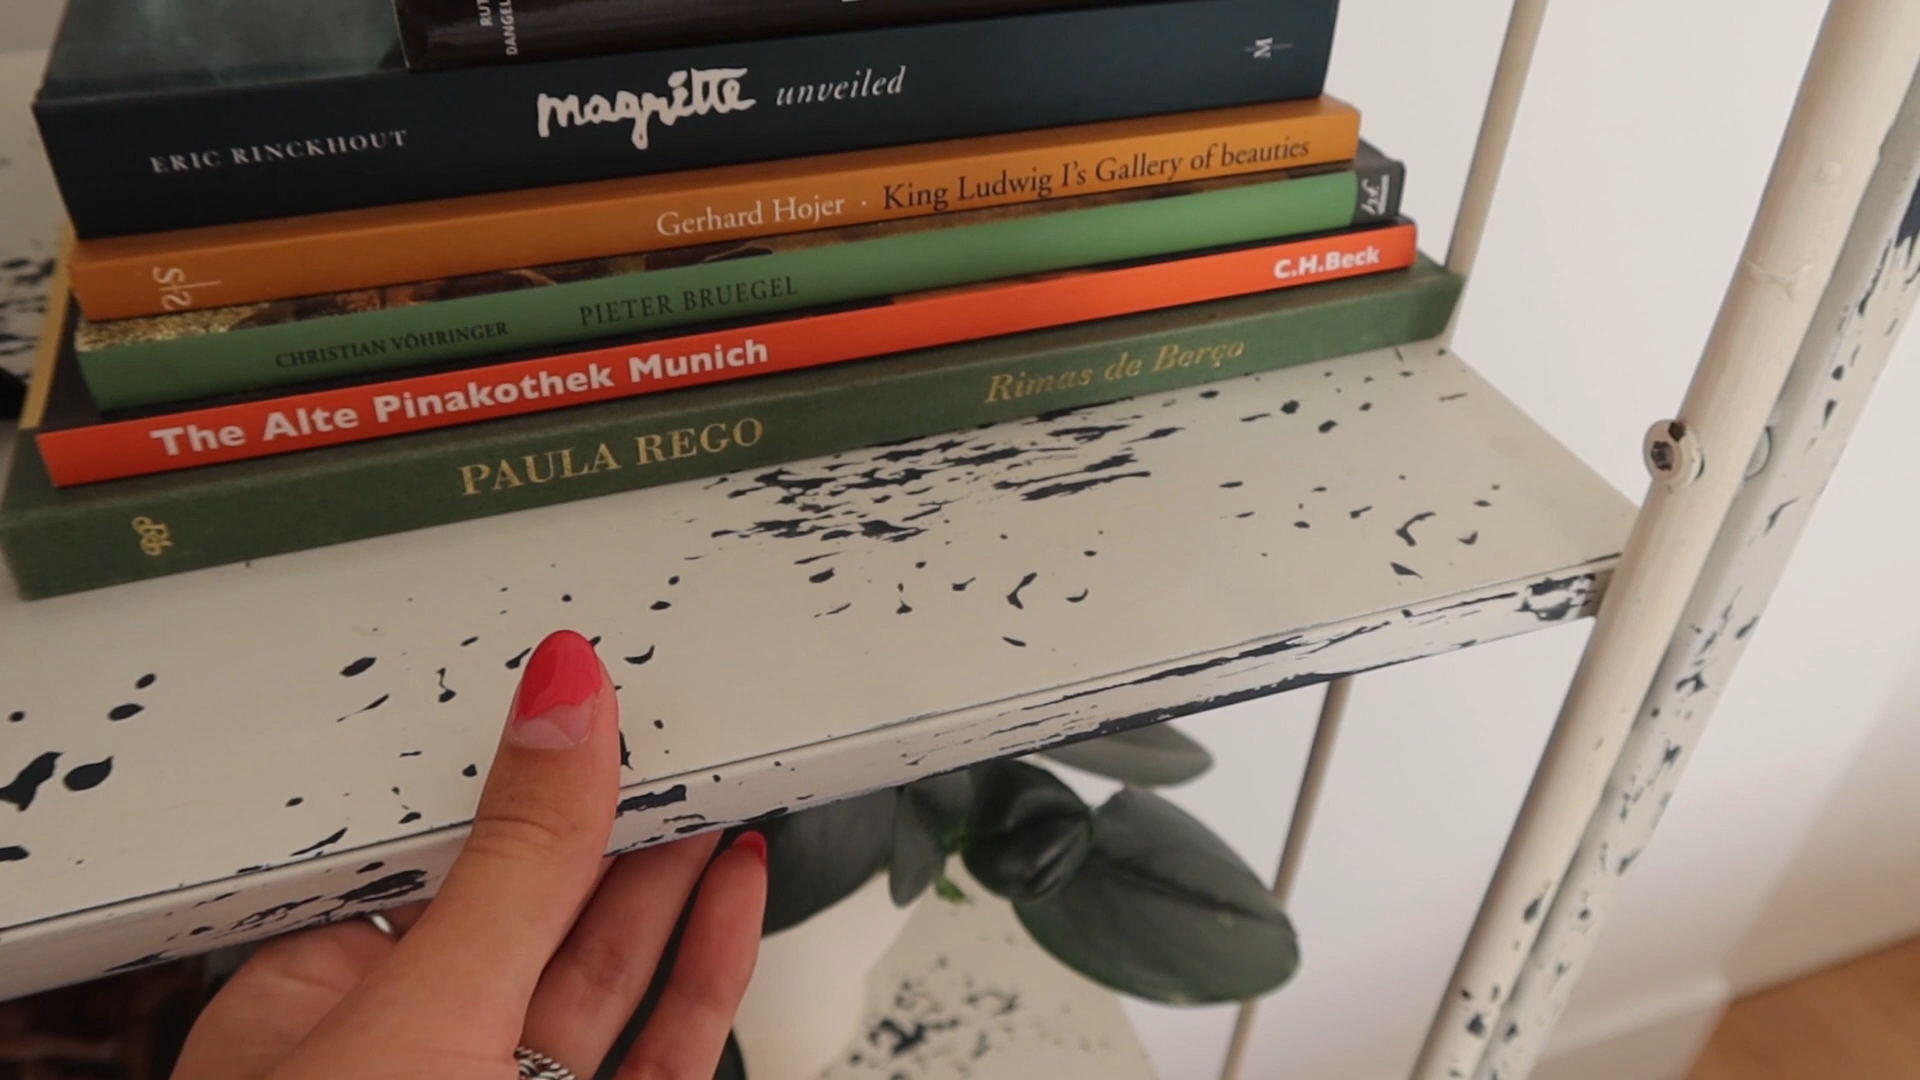 ERIC RINCKHOUT magritte unveiled M
Gerhard Hojer · King Ludwig I's Gallery of beauties
CHRISTIAN VÖHRINGER PIETER BRUEGEL
The Alte Pinakothek Munich C.H.Beck
PAULA REGO Rimas de Berço